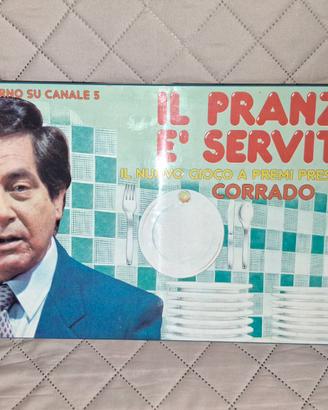 RNO SU CANALE 5
IL PRANZ
E' SERVIT
IL NUOVO GIOCO A PREMI PRES
CORRADO